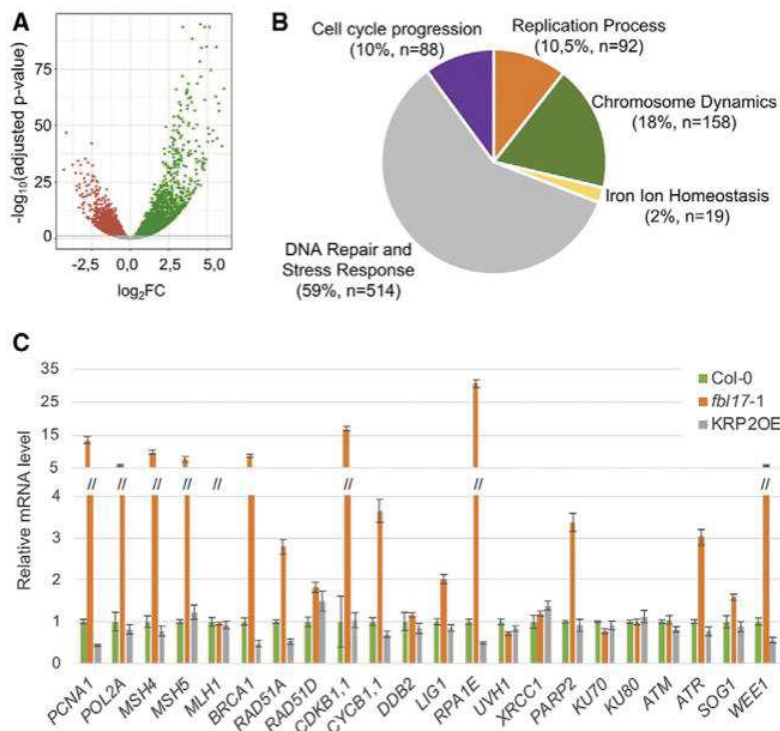 A
-log10(adjusted p-value)
75
50
25
0
-2,5
0,0
2,5
5,0
log2FC
B
Cell cycle progression
(10%, n=88)
Replication Process
(10,5%, n=92)
Chromosome Dynamics
(18%, n=158)
Iron Ion Homeostasis
(2%, n=19)
DNA Repair and
Stress Response
(59%, n=514)
C
Relative mRNA level
35
25
15
5
4
3
2
1
0
// // // // // // // //
Col-0
fbl17-1
KRP2OE
PCNA1
POL2A
MSH4
MSH5
MLH1
BRCA1
RAD51A
RAD51D
CDKB1,1
CYCB1,1
DDB2
LIG1
RPA1E
UVH1
XRCC1
PARP2
KU70
KU80
ATM
ATR
SOG1
WEE1